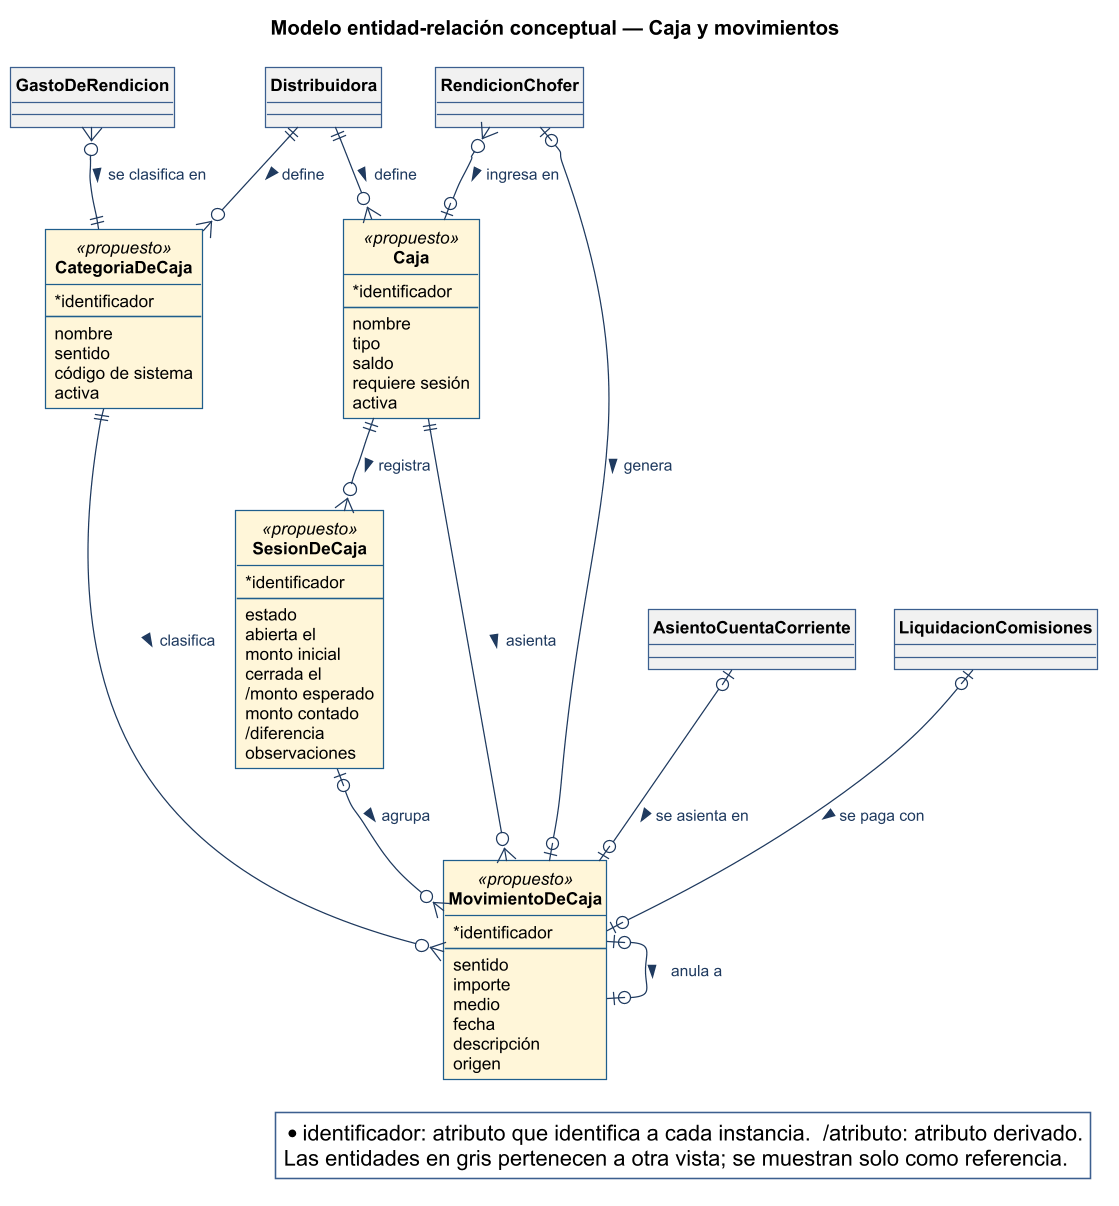 Modelo entidad-relación conceptual — Caja y movimientos
GastoDeRendicion
Distribuidora
RendicionChofer
se clasifica en
define
define
ingresa en
«propuesto»
CategoriaDeCaja
*identificador
nombre
sentido
código de sistema
activa
«propuesto»
Caja
*identificador
nombre
tipo
saldo
requiere sesión
activa
registra
genera
«propuesto»
SesionDeCaja
*identificador
estado
abierta el
monto inicial
cerrada el
/monto esperado
monto contado
/diferencia
observaciones
clasifica
asienta
AsientoCuentaCorriente
LiquidacionComisiones
agrupa
se asienta en
se paga con
«propuesto»
MovimientoDeCaja
*identificador
sentido
importe
medio
fecha
descripción
origen
anula a
• identificador: atributo que identifica a cada instancia.  /atributo: atributo derivado.
Las entidades en gris pertenecen a otra vista; se muestran solo como referencia.